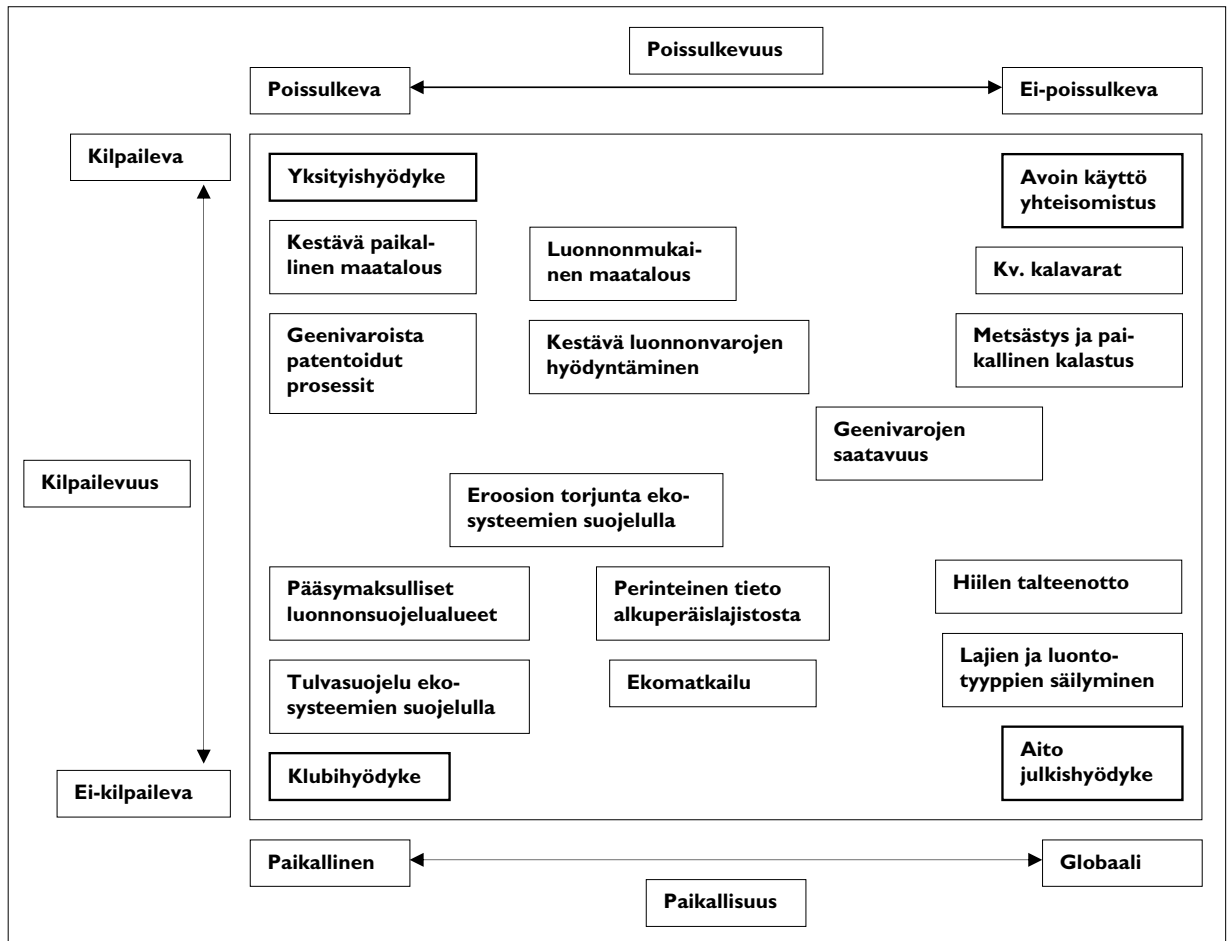 Poissulkevuus
Poissulkeva
Ei-poissulkeva
Kilpaileva
Yksityishyödyke
Avoin käyttö
yhteisomistus
Kestävä paikal-
linen maatalous
Luonnonmukai-
nen maatalous
Kv. kalavarat
Geenivaroista
patentoidut
prosessit
Kestävä luonnonvarojen
hyödyntäminen
Metsästys ja pai-
kallinen kalastus
Geenivarojen
saatavuus
Kilpailevuus
Eroosion torjunta eko-
systeemien suojelulla
Pääsymaksulliset
luonnonsuojelualueet
Perinteinen tieto
alkuperäislajistosta
Hiilen talteenotto
Tulvasuojelu eko-
systeemien suojelulla
Ekomatkailu
Lajien ja luonto-
tyyppien säilyminen
Klubihyödyke
Aito
julkishyödyke
Ei-kilpaileva
Paikallinen
Globaali
Paikallisuus